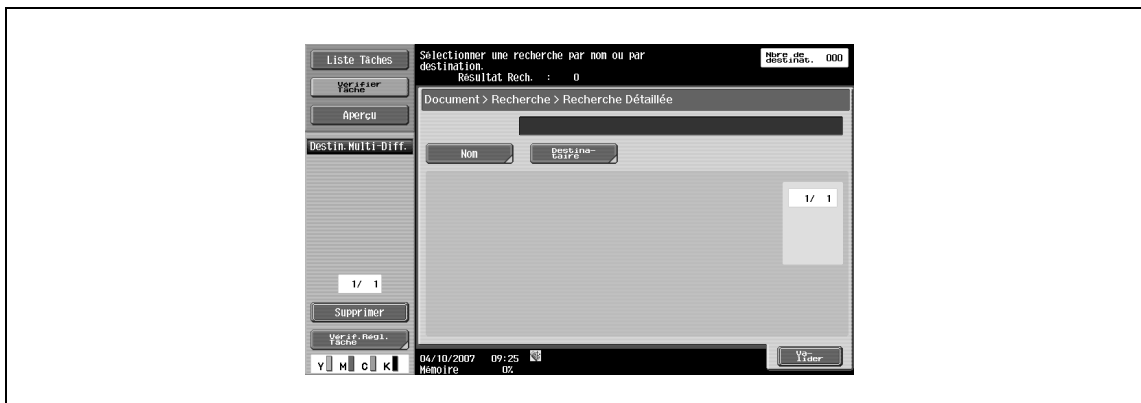 Liste Tâches
Vérifier
Tâche
Aperçu
Destin.Multi-Diff.
1/ 1
Supprimer
Vérif.Régl.
Tâche
Y M C K
Sélectionner une recherche par nom ou par
destination.
Résultat Rech. : 0
Nbre de
destinat. 000
Document > Recherche > Recherche Détaillée
Nom
Destina-
taire
1/ 1
04/10/2007 09:25
Mémoire 0%
Va-
lider